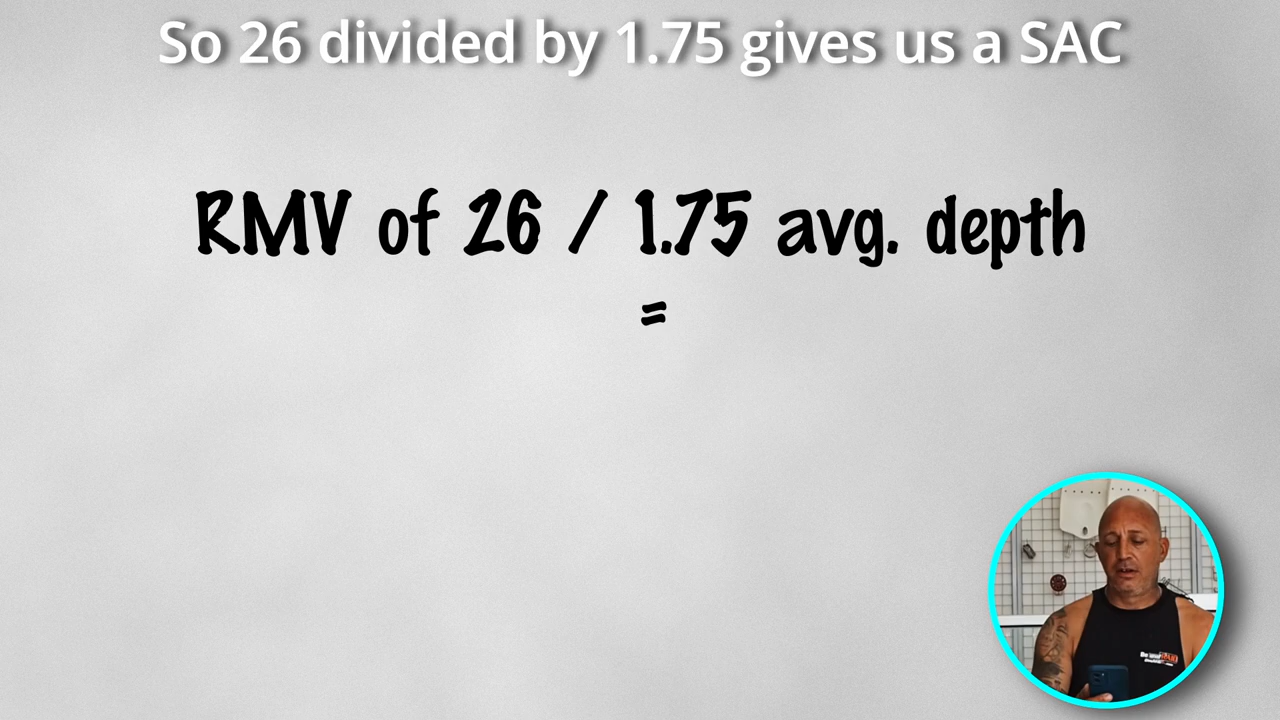 So 26 divided by 1.75 gives us a SAC
RMV of 26 / 1.75 avg. depth
=